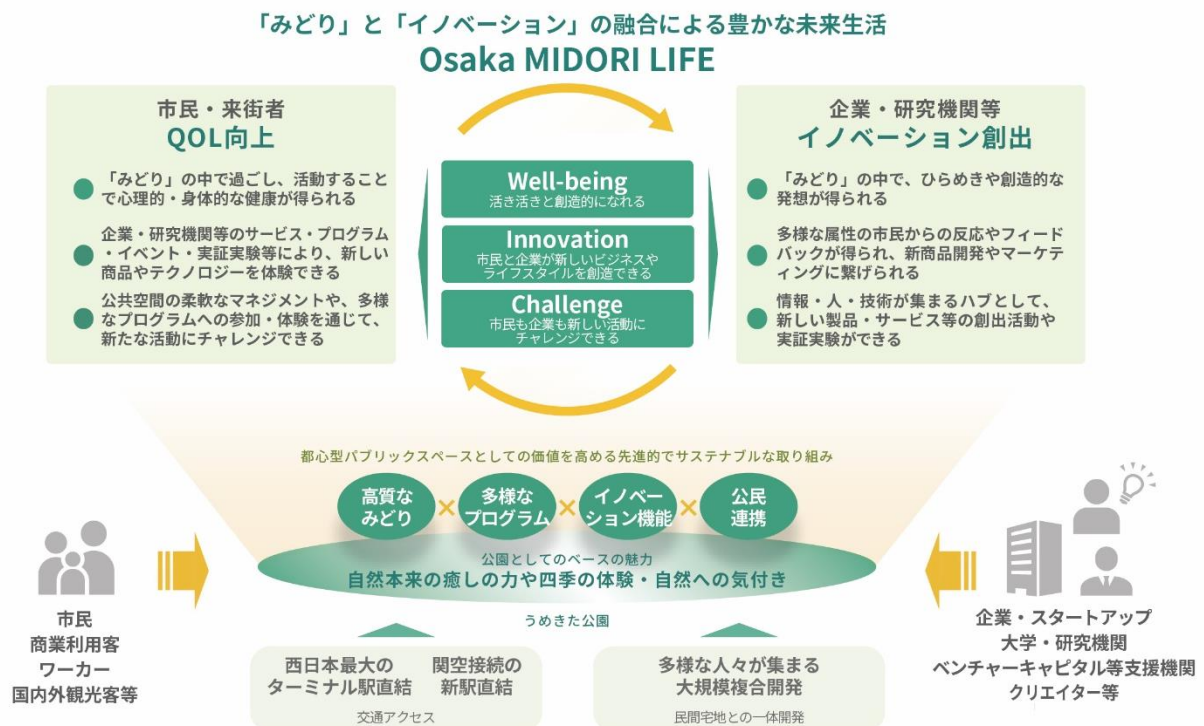 「みどり」と「イノベーション」の融合による豊かな未来生活
Osaka MIDORI LIFE
市民・来街者
QOL向上
「みどり」の中で過ごし、活動すること
で心理的・身体的な健康が得られる
企業・研究機関等のサービス・プログラム
・イベント・実証実験等により、新しい
商品やテクノロジーを体験できる
公共空間の柔軟なマネジメントや、多様
なプログラムへの参加・体験を通じて、
新たな活動にチャレンジできる
Well-being
活き活きと創造的になれる
Innovation
市民と企業が新しいビジネスや
ライフスタイルを創造できる
Challenge
市民も企業も新しい活動に
チャレンジできる
企業・研究機関等
イノベーション創出
「みどり」の中で、ひらめきや創造的な
発想が得られる
多様な属性の市民からの反応やフィード
バックが得られ、新商品開発やマーケ
ティングに繋げられる
情報・人・技術が集まるハブとして、
新しい製品・サービス等の創出活動や
実証実験ができる
都心型パブリックスペースとしての価値を高める先進的でサステナブルな取り組み
高質な
みどり
×
多様な
プログラム
×
イノベー
ション機能
×
公民
連携
公園としてのベースの魅力
自然本来の癒しの力や四季の体験・自然への気付き
うめきた公園
市民
商業利用客
ワーカー
国内外観光客等
企業・スタートアップ
大学・研究機関
ベンチャーキャピタル等支援機関
クリエイター等
西日本最大の
ターミナル駅直結
関空接続の
新駅直結
交通アクセス
多様な人々が集まる
大規模複合開発
民間宅地との一体開発